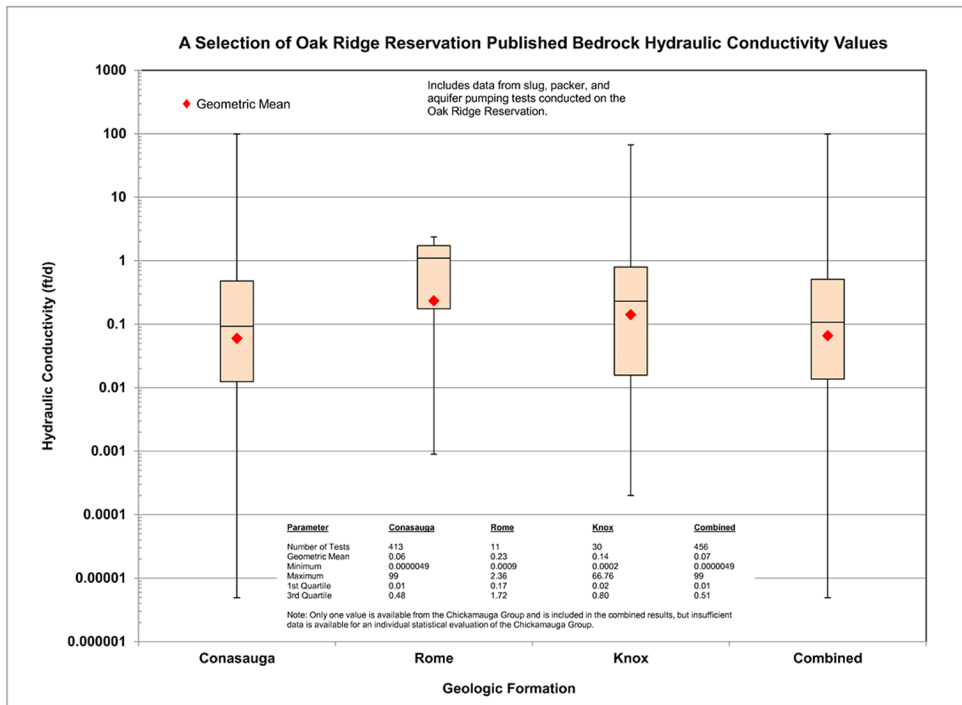 A Selection of Oak Ridge Reservation Published Bedrock Hydraulic Conductivity Values
Includes data from slug, packer, and
aquifer pumping tests conducted on the
Oak Ridge Reservation.
Geometric Mean
Hydraulic Conductivity (ft/d)
1000
100
10
1
0.1
0.01
0.001
0.0001
0.00001
0.000001
Parameter Conasauga Rome Knox Combined
Number of Tests 413 11 30 456
Geometric Mean 0.06 0.23 0.14 0.07
Minimum 0.0000049 0.0009 0.0002 0.0000049
Maximum 99 2.36 66.76 99
1st Quartile 0.01 0.17 0.02 0.01
3rd Quartile 0.48 1.72 0.80 0.51
Note: Only one value is available from the Chickamauga Group and is included in the combined results, but insufficient
data is available for an individual statistical evaluation of the Chickamauga Group.
Conasauga Rome Knox Combined
Geologic Formation